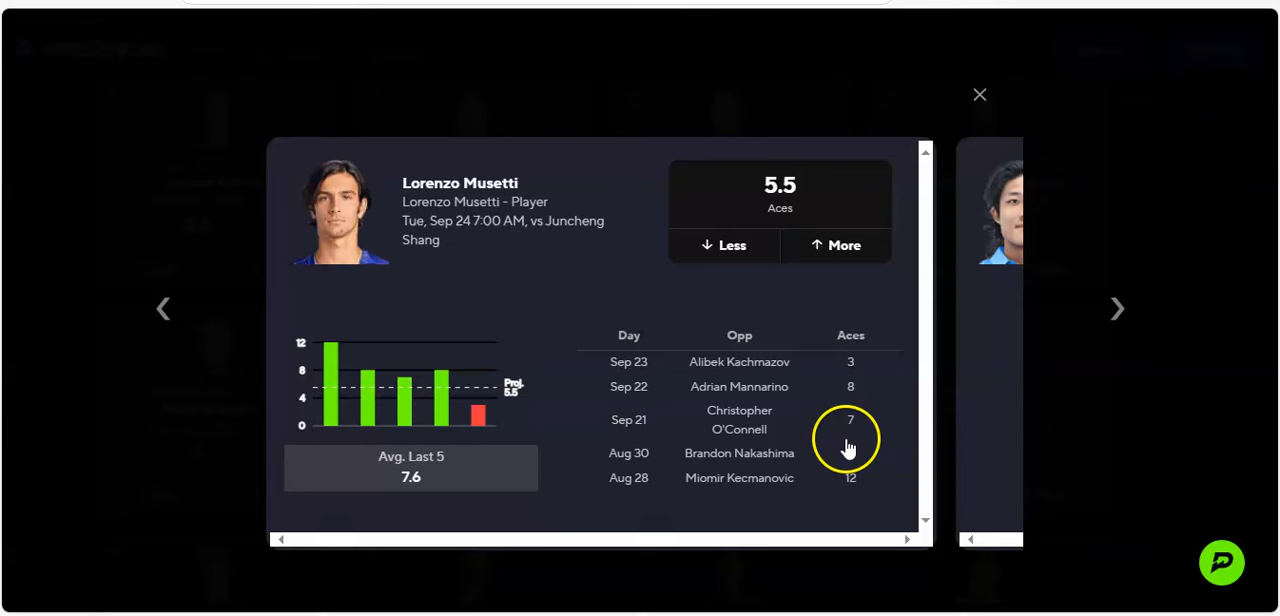 Lorenzo Musetti
Lorenzo Musetti - Player
Tue, Sep 24 7:00 AM, vs Juncheng
Shang
5.5
Aces
↓ Less
↑ More
12
8
4
0
Proj.
5.5
Avg. Last 5
7.6
Day Opp Aces
Sep 23 Alibek Kachmazov 3
Sep 22 Adrian Mannarino 8
Sep 21 Christopher O'Connell 7
Aug 30 Brandon Nakashima
Aug 28 Miomir Kecmanovic 12